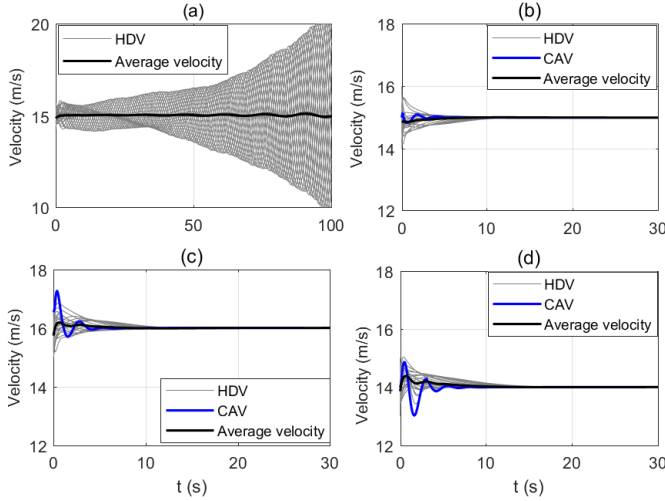 (a)
20
15
10
Velocity (m/s)
HDV
Average velocity
0
50
100
(b)
18
16
14
12
Velocity (m/s)
HDV
CAV
Average velocity
0
10
20
30
(c)
18
16
14
12
Velocity (m/s)
HDV
CAV
Average velocity
0
10
20
30
t (s)
(d)
18
16
14
12
Velocity (m/s)
HDV
CAV
Average velocity
0
10
20
30
t (s)